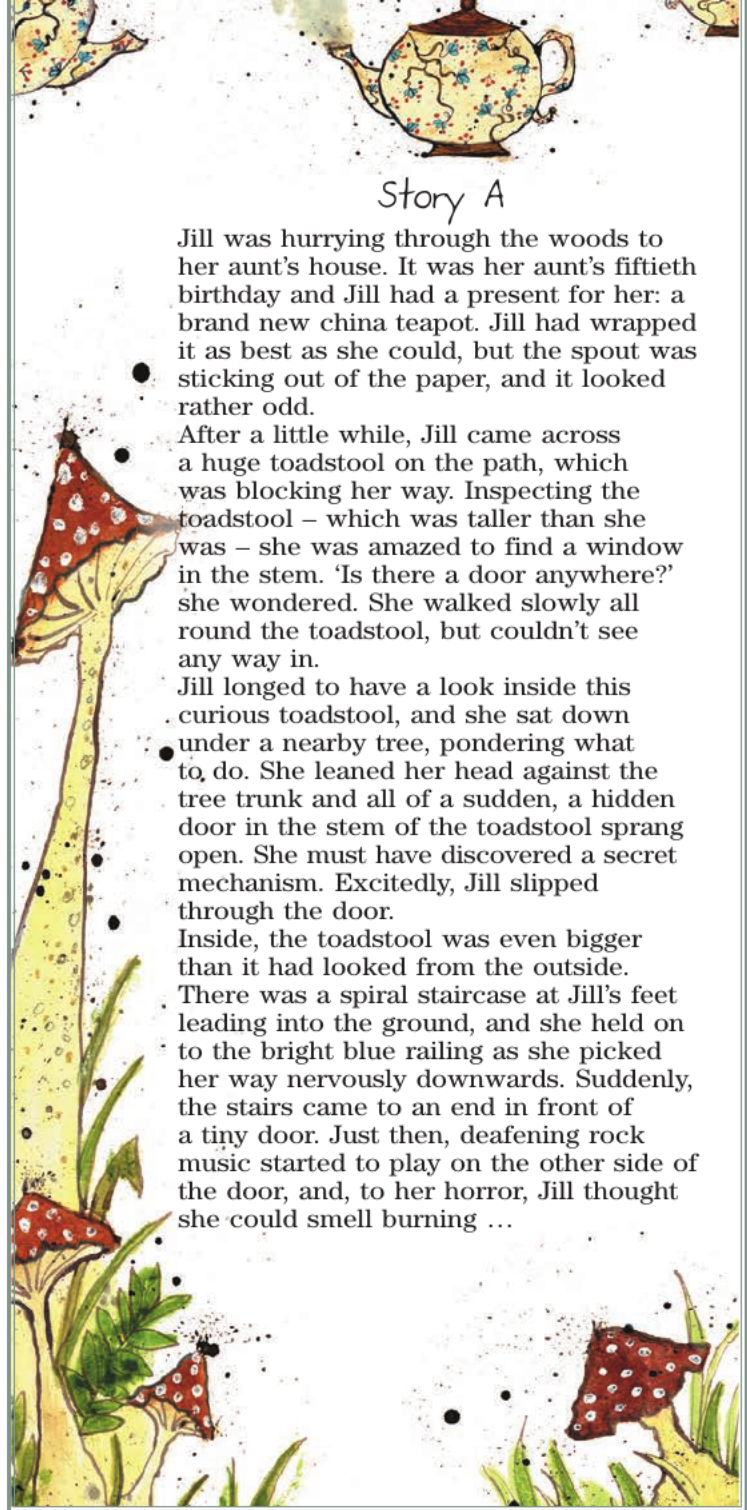 Story A
Jill was hurrying through the woods to
her aunt's house. It was her aunt's fiftieth
birthday and Jill had a present for her: a
brand new china teapot. Jill had wrapped
it as best as she could, but the spout was
sticking out of the paper, and it looked
rather odd.
After a little while, Jill came across
a huge toadstool on the path, which
was blocking her way. Inspecting the
toadstool – which was taller than she
was – she was amazed to find a window
in the stem. ‘Is there a door anywhere?’
she wondered. She walked slowly all
round the toadstool, but couldn't see
any way in.
Jill longed to have a look inside this
curious toadstool, and she sat down
under a nearby tree, pondering what
to do. She leaned her head against the
tree trunk and all of a sudden, a hidden
door in the stem of the toadstool sprang
open. She must have discovered a secret
mechanism. Excitedly, Jill slipped
through the door.
Inside, the toadstool was even bigger
than it had looked from the outside.
There was a spiral staircase at Jill's feet
leading into the ground, and she held on
to the bright blue railing as she picked
her way nervously downwards. Suddenly,
the stairs came to an end in front of
a tiny door. Just then, deafening rock
music started to play on the other side of
the door, and, to her horror, Jill thought
she could smell burning …